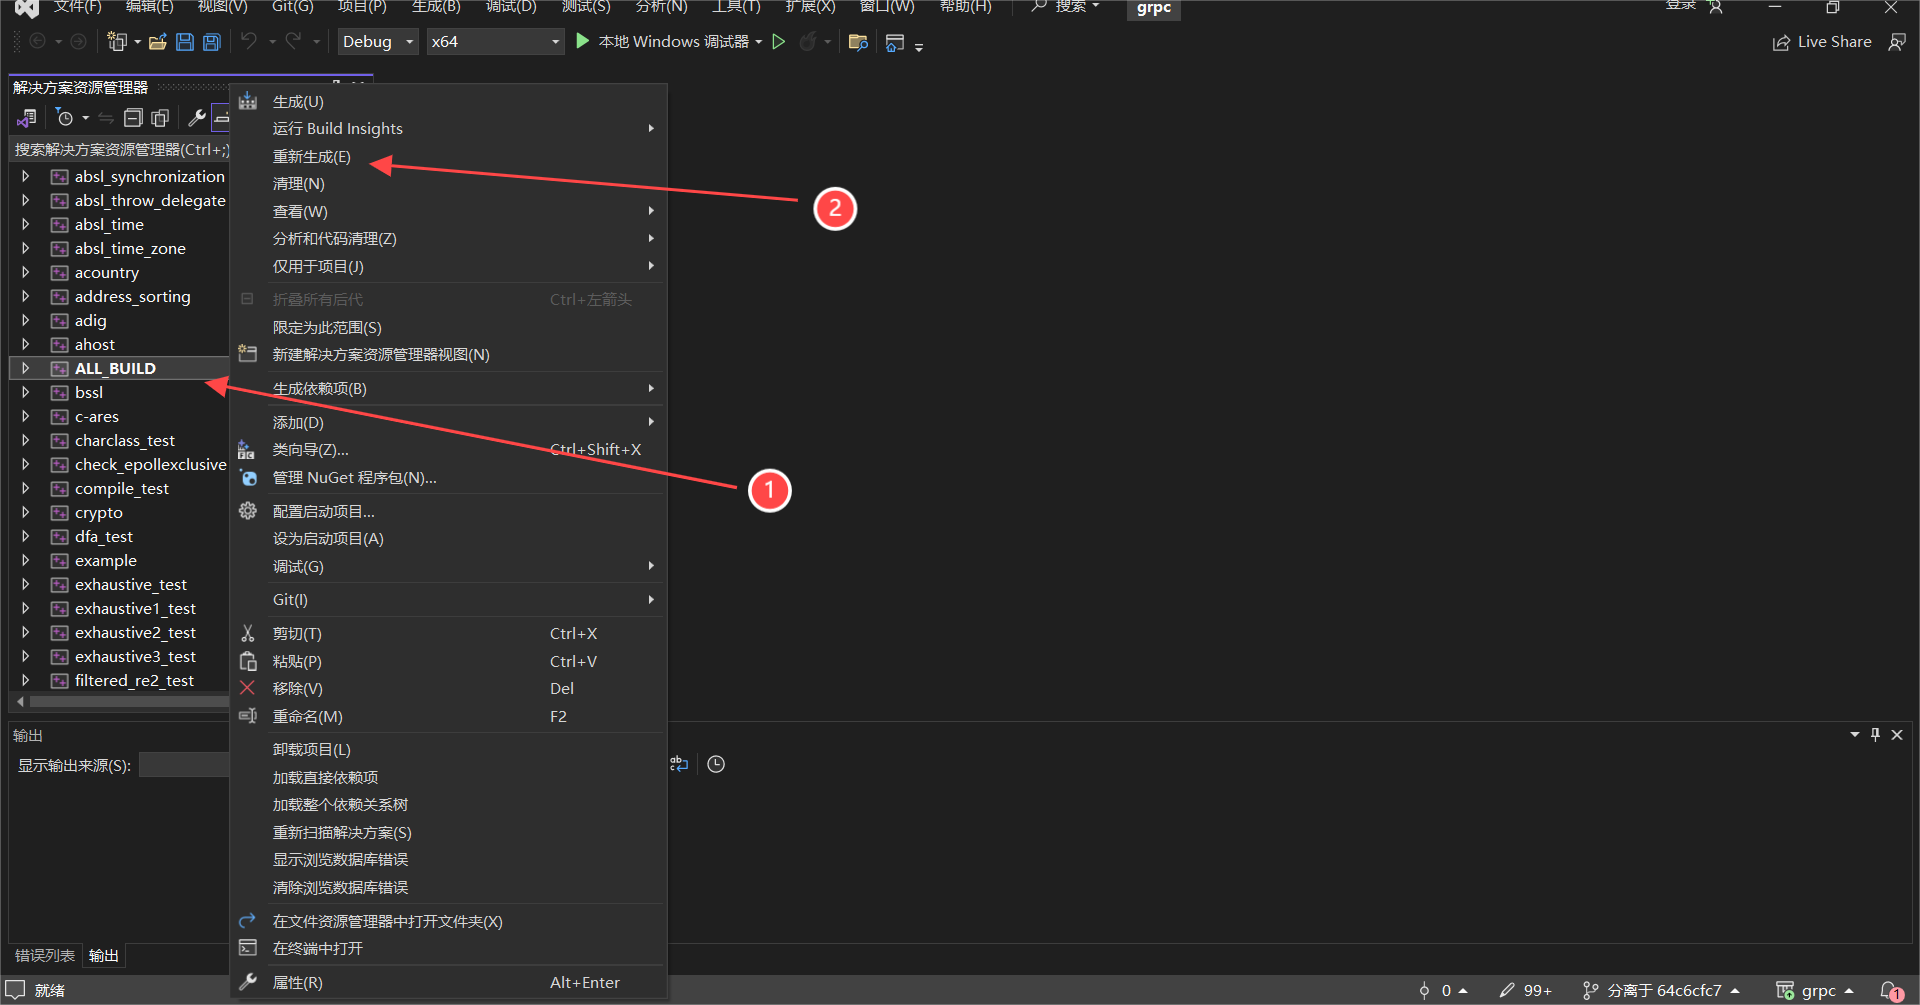 文件(F) 编辑(E) 视图(V) Git(G) 项目(P) 生成(B) 调试(D) 测试(S) 分析(N) 工具(T) 扩展(X) 窗口(W) 帮助(H) 搜索 grpc 登录
Debug x64 本地 Windows 调试器 Live Share
解决方案资源管理器
搜索解决方案资源管理器(Ctrl+;)
absl_synchronization
absl_throw_delegate
absl_time
absl_time_zone
acountry
address_sorting
adig
ahost
ALL_BUILD
bssl
c-ares
charclass_test
check_epollexclusive
compile_test
crypto
dfa_test
example
exhaustive_test
exhaustive1_test
exhaustive2_test
exhaustive3_test
filtered_re2_test
生成(U)
运行 Build Insights
重新生成(E)
清理(N)
查看(W)
分析和代码清理(Z)
仅用于项目(J)
折叠所有后代 Ctrl+左箭头
限定为此范围(S)
新建解决方案资源管理器视图(N)
生成依赖项(B)
添加(D)
类向导(Z)... Ctrl+Shift+X
管理 NuGet 程序包(N)...
配置启动项目...
设为启动项目(A)
调试(G)
Git(I)
剪切(T) Ctrl+X
粘贴(P) Ctrl+V
移除(V) Del
重命名(M) F2
卸载项目(L)
加载直接依赖项
加载整个依赖关系树
重新扫描解决方案(S)
显示浏览数据库错误
清除浏览数据库错误
在文件资源管理器中打开文件夹(X)
在终端中打开
属性(R) Alt+Enter
2
1
输出
显示输出来源(S):
错误列表 输出
就绪 0 99+ 分离于 64c6cfc7 grpc 1